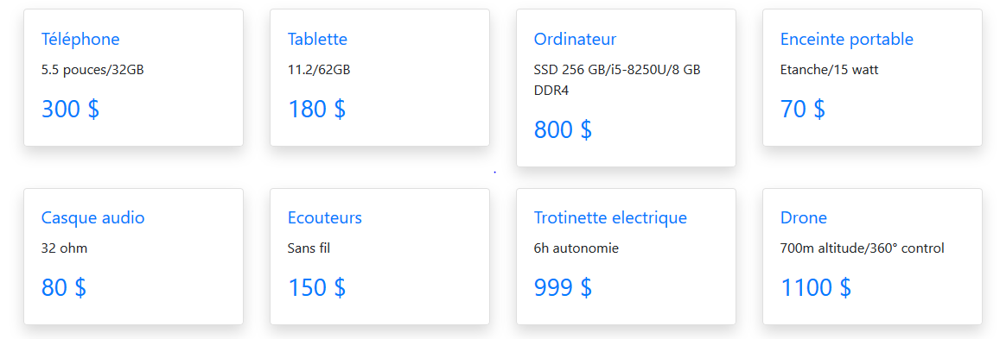 Téléphone
5.5 pouces/32GB
300 $
Tablette
11.2/62GB
180 $
Ordinateur
SSD 256 GB/i5-8250U/8 GB
DDR4
800 $
Enceinte portable
Etanche/15 watt
70 $
Casque audio
32 ohm
80 $
Ecouteurs
Sans fil
150 $
Trotinette electrique
6h autonomie
999 $
Drone
700m altitude/360° control
1100 $